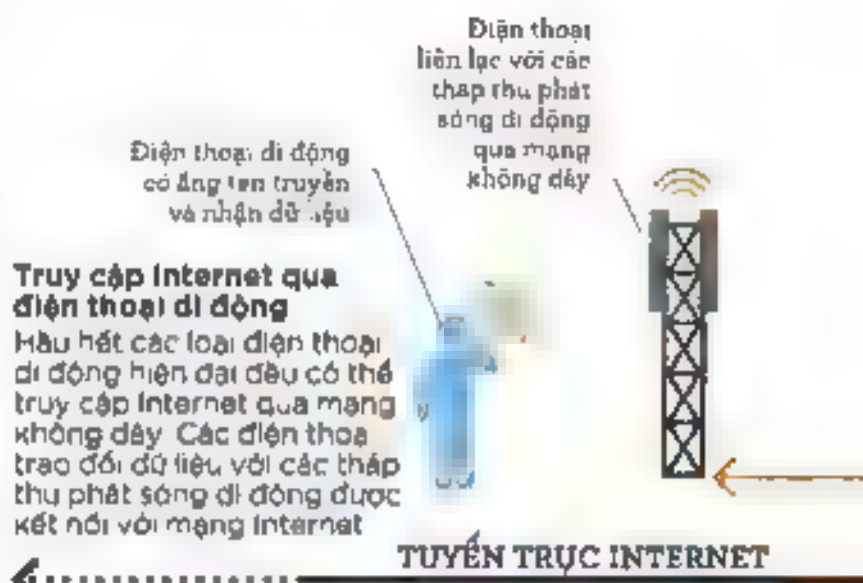 Điện thoại
liên lạc với các
tháp thu phát
sóng di động
qua mạng
không dây
Điện thoại di động
có ăng ten truyền
và nhận dữ liệu
Truy cập Internet qua
điện thoại di động
Hầu hết các loại điện thoại
di động hiện đại đều có thể
truy cập Internet qua mạng
không dây. Các điện thoại
trao đổi dữ liệu với các tháp
thu phát sóng di động được
kết nối với mạng Internet
TUYẾN TRỤC INTERNET